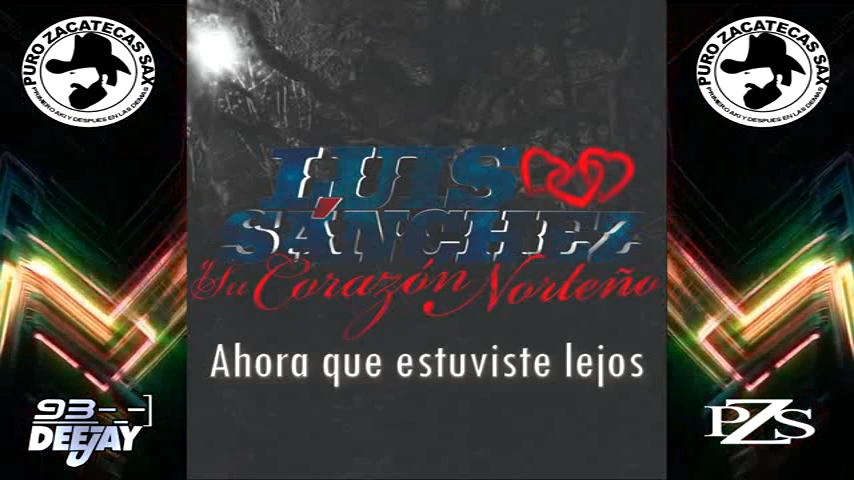 PURO ZACATECAS SAX
PRIMERO AKI Y DESPUES EN LAS DEMAS
PURO ZACATECAS SAX
PRIMERO AKI Y DESPUES EN LAS DEMAS
LUIS
SÁNCHEZ
y Su Corazón Norteño
Ahora que estuviste lejos
93
DEEJAY
PZS